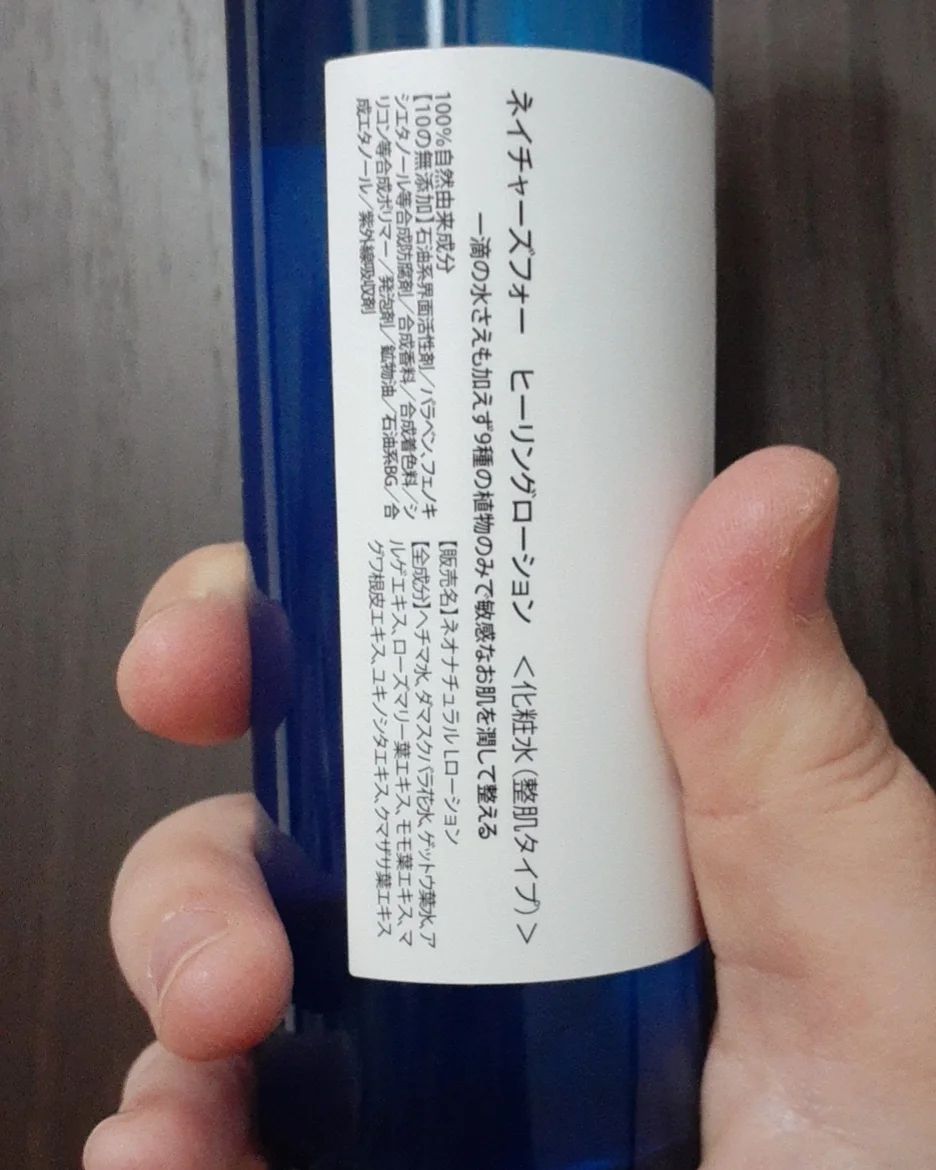 ネイチャーズフォー ヒーリングローション <化粧水(整肌タイプ)>
一滴の水さえも加えず9種の植物のみで敏感なお肌を潤して整える
100%自然由来成分
【10の無添加】石油系界面活性剤/パラベン、フェノキ
シエタノール等合成防腐剤/合成香料/合成着色料/シ
リコン等合成ポリマー/発泡剤/鉱物油/石油系BG/合
成エタノール/紫外線吸収剤
【販売名】ネオナチュラル Lローション
【全成分】ヘチマ水、ダマスクバラ花水、ゲットウ葉水、ア
ルゲエキス、ローズマリー葉エキス、モモ葉エキス、マ
グワ根皮エキス、ユキノシタエキス、クマザサ葉エキス